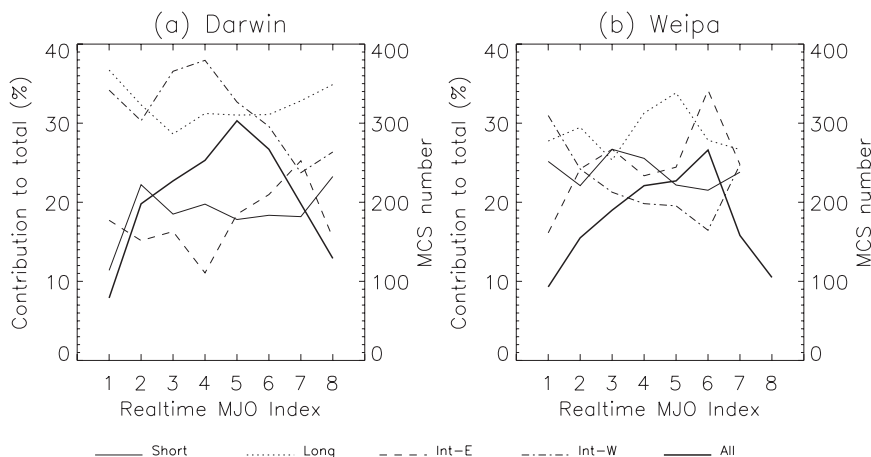 (a) Darwin
(b) Weipa
Contribution to total (%)
40
30
20
10
0
400
300
200
100
0
MCS number
1 2 3 4 5 6 7 8
Realtime MJO Index
Contribution to total (%)
40
30
20
10
0
400
300
200
100
0
MCS number
1 2 3 4 5 6 7 8
Realtime MJO Index
Short Long Int-E Int-W All